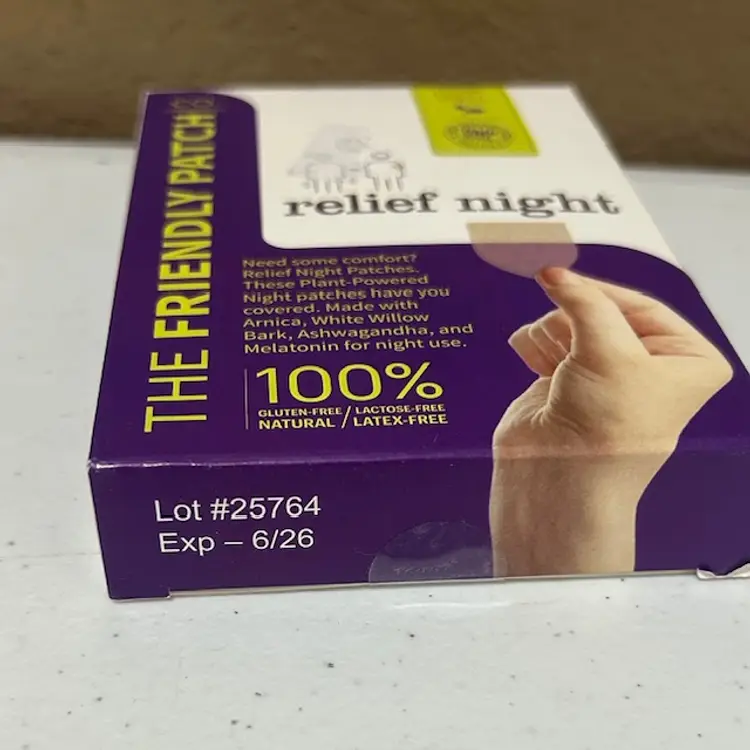 THE FRIENDLY PATCH
relief night
Need some comfort?
Relief Night Patches.
These Plant-Powered
Night patches have you
covered. Made with
Arnica, White Willow
Bark, Ashwagandha, and
Melatonin for night use.
100%
GLUTEN-FREE / LACTOSE-FREE
NATURAL / LATEX-FREE
Lot #25764
Exp – 6/26